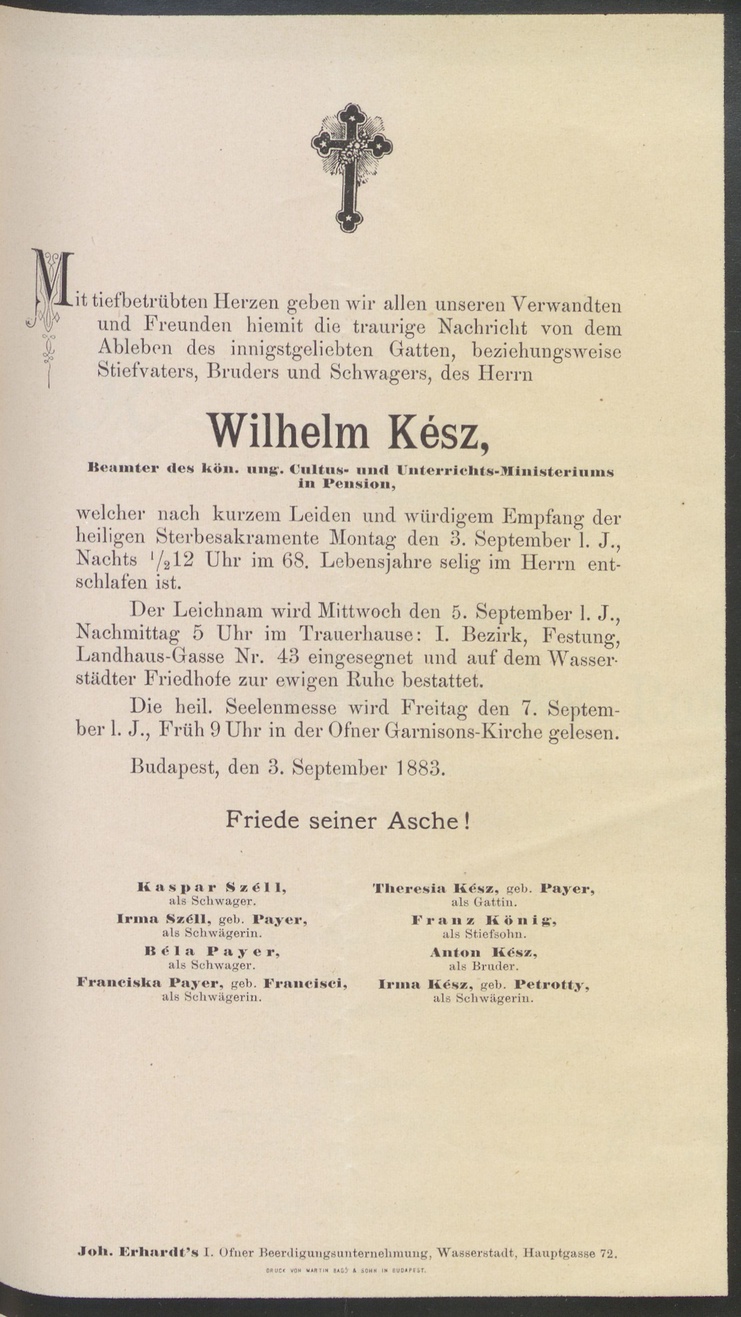 Mit tiefbetrübten Herzen geben wir allen unseren Verwandten
und Freunden hiemit die traurige Nachricht von dem
Ableben des innigstgeliebten Gatten, beziehungsweise
Stiefvaters, Bruders und Schwagers, des Herrn
Wilhelm Kész,
Beamter des kön. ung. Cultus- und Unterrichts-Ministeriums
in Pension,
welcher nach kurzem Leiden und würdigem Empfang der
heiligen Sterbesakramente Montag den 3. September l. J.,
Nachts 1/212 Uhr im 68. Lebensjahre selig im Herrn ent-
schlafen ist.
Der Leichnam wird Mittwoch den 5. September l. J.,
Nachmittag 5 Uhr im Trauerhause: I. Bezirk, Festung,
Landhaus-Gasse Nr. 43 eingesegnet und auf dem Wasser-
städter Friedhofe zur ewigen Ruhe bestattet.
Die heil. Seelenmesse wird Freitag den 7. Septem-
ber l. J., Früh 9 Uhr in der Ofner Garnisons-Kirche gelesen.
Budapest, den 3. September 1883.
Friede seiner Asche!
Kaspar Széll,
als Schwager.
Irma Széll, geb. Payer,
als Schwägerin.
Béla Payer,
als Schwager.
Franciska Payer, geb. Francisci,
als Schwägerin.
Theresia Kész, geb. Payer,
als Gattin.
Franz König,
als Stiefsohn.
Anton Kész,
als Bruder.
Irma Kész, geb. Petrotty,
als Schwägerin.
Joh. Erhardt's I. Ofner Beerdigungsunternehmung, Wasserstadt, Hauptgasse 72.
DRUCK VON MARTIN BAGÓ & SOHN IN BUDAPEST.